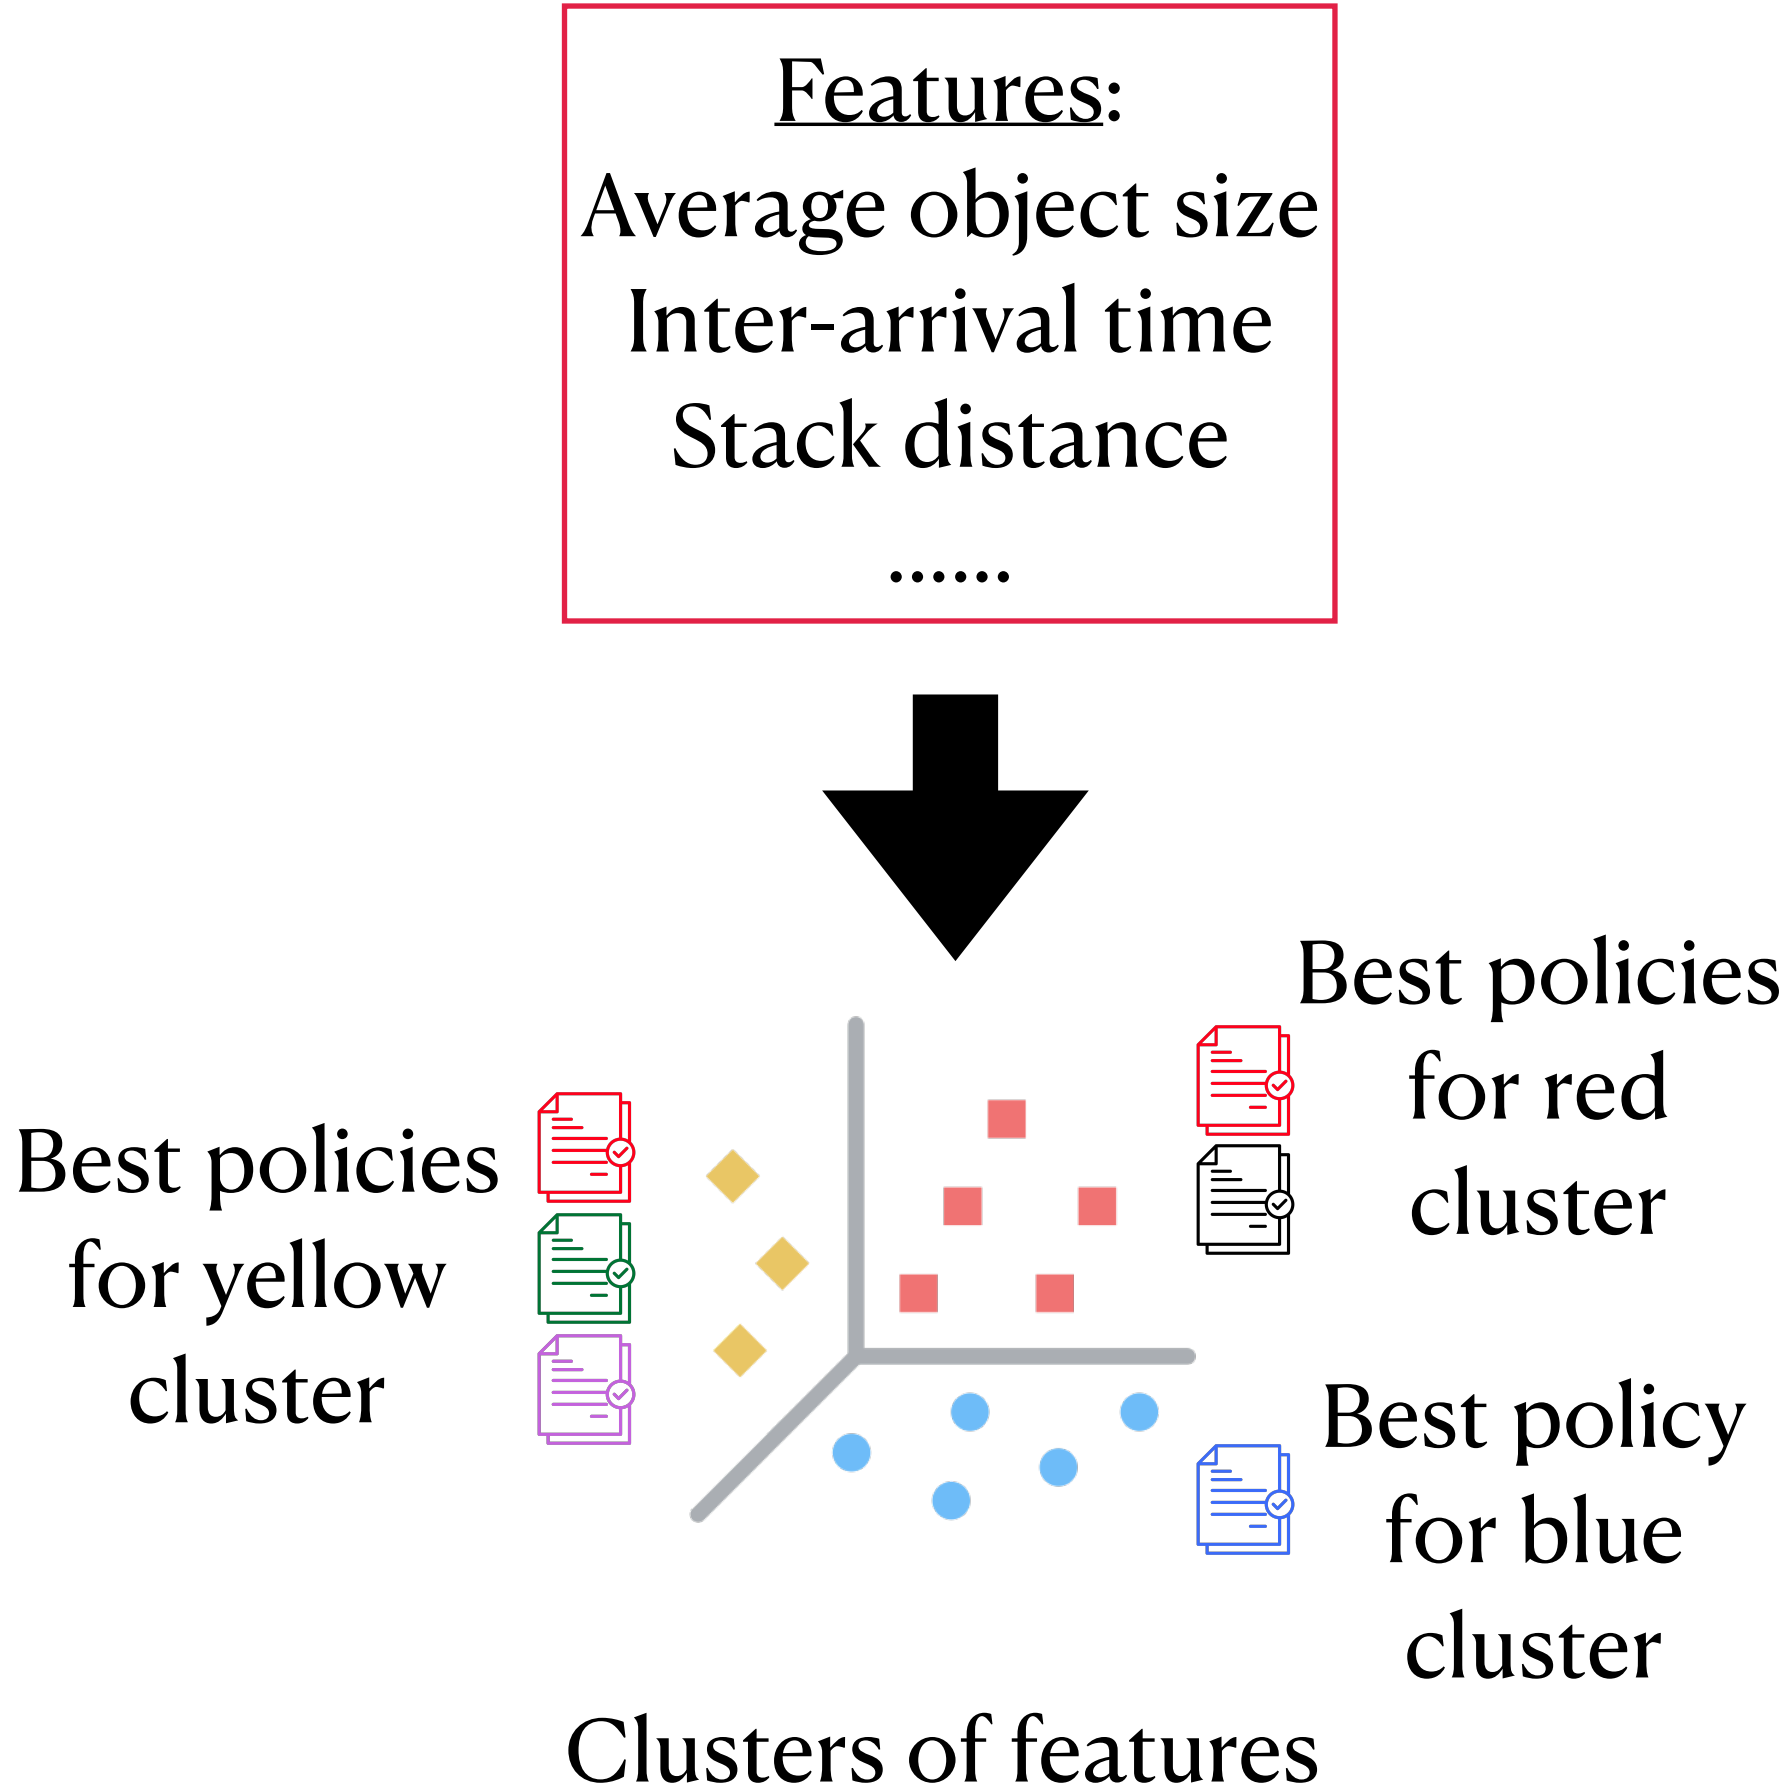 Features:
Average object size
Inter-arrival time
Stack distance
......
Best policies
for red
cluster
Best policies
for yellow
cluster
Best policy
for blue
cluster
Clusters of features